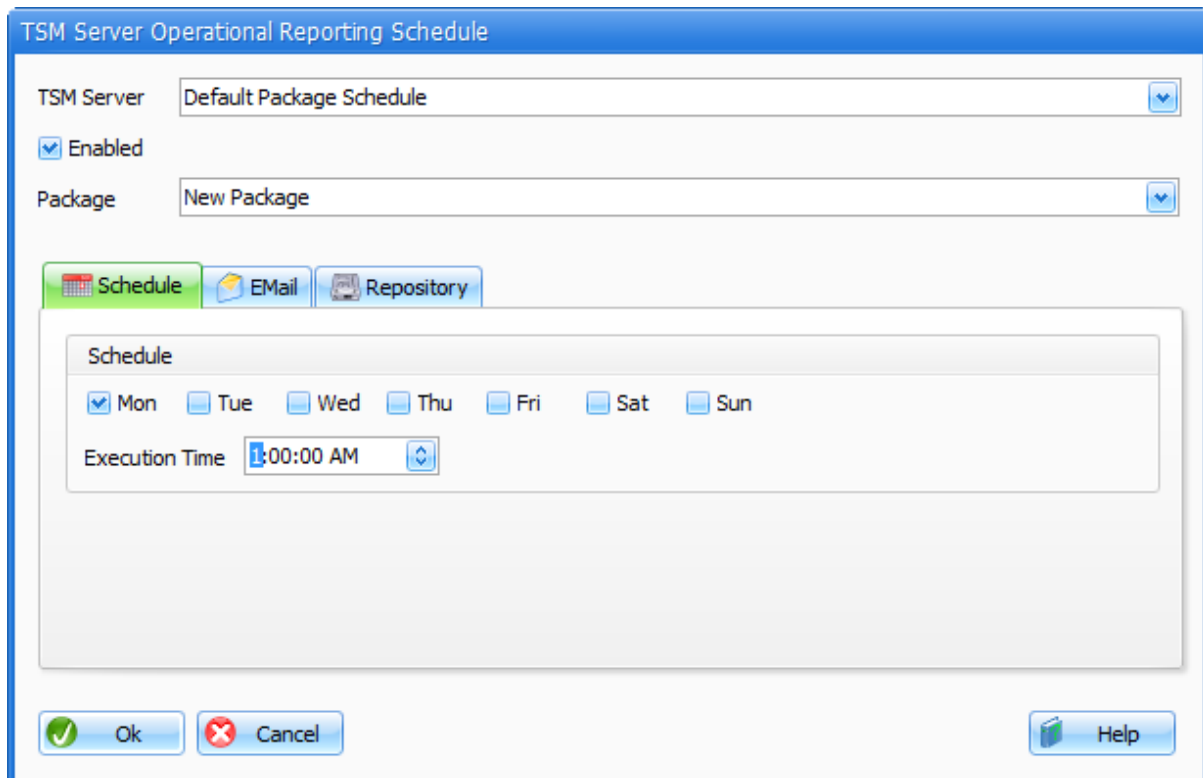 TSM Server Operational Reporting Schedule
TSM Server Default Package Schedule
Enabled
Package New Package
Schedule EMail Repository
Schedule
Mon Tue Wed Thu Fri Sat Sun
Execution Time 1:00:00 AM
Ok Cancel Help